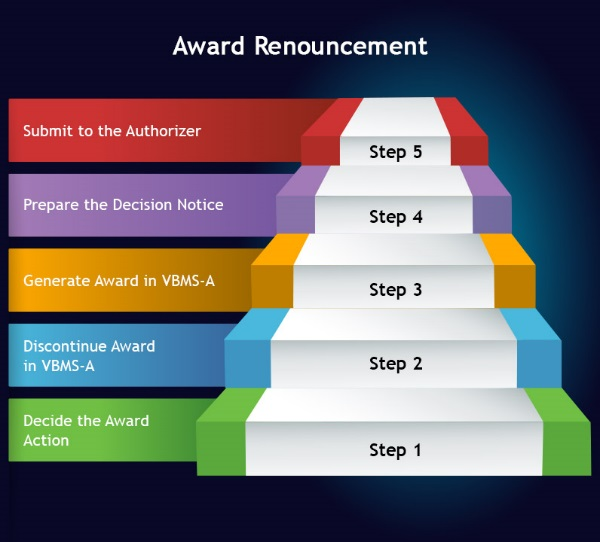 Award Renouncement
Submit to the Authorizer
Step 5
Prepare the Decision Notice
Step 4
Generate Award in VBMS-A
Step 3
Discontinue Award
in VBMS-A
Step 2
Decide the Award
Action
Step 1